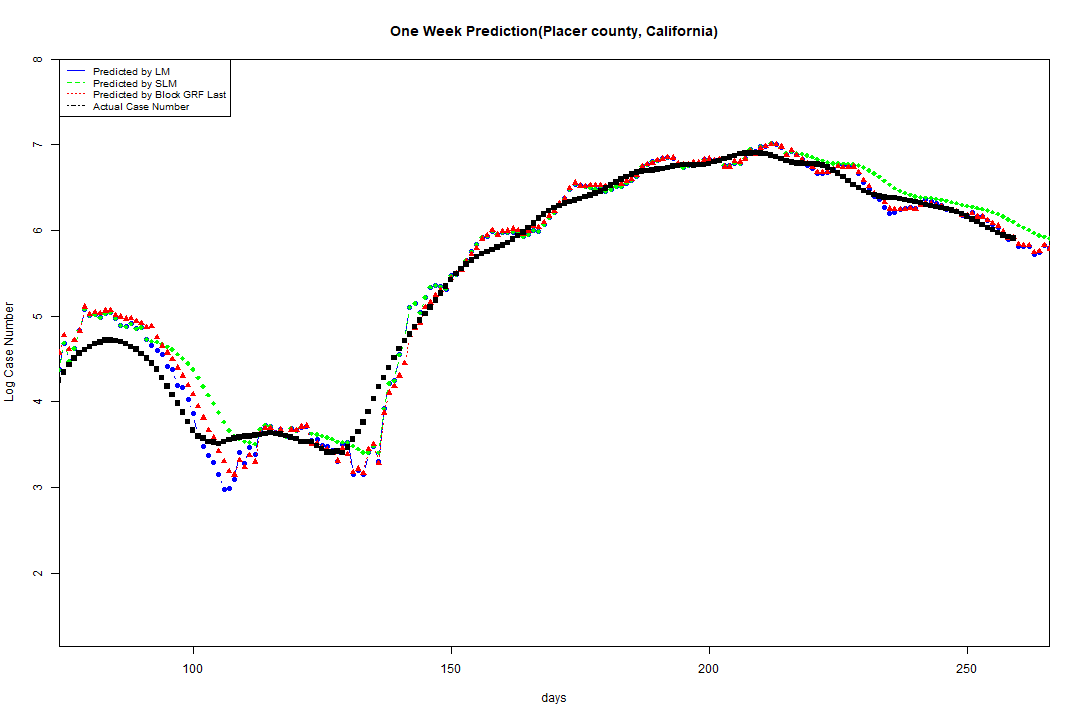 One Week Prediction(Placer county, California)
Predicted by LM
Predicted by SLM
Predicted by Block GRF Last
Actual Case Number
8
7
6
5
4
3
2
Log Case Number
100 150 200 250
days